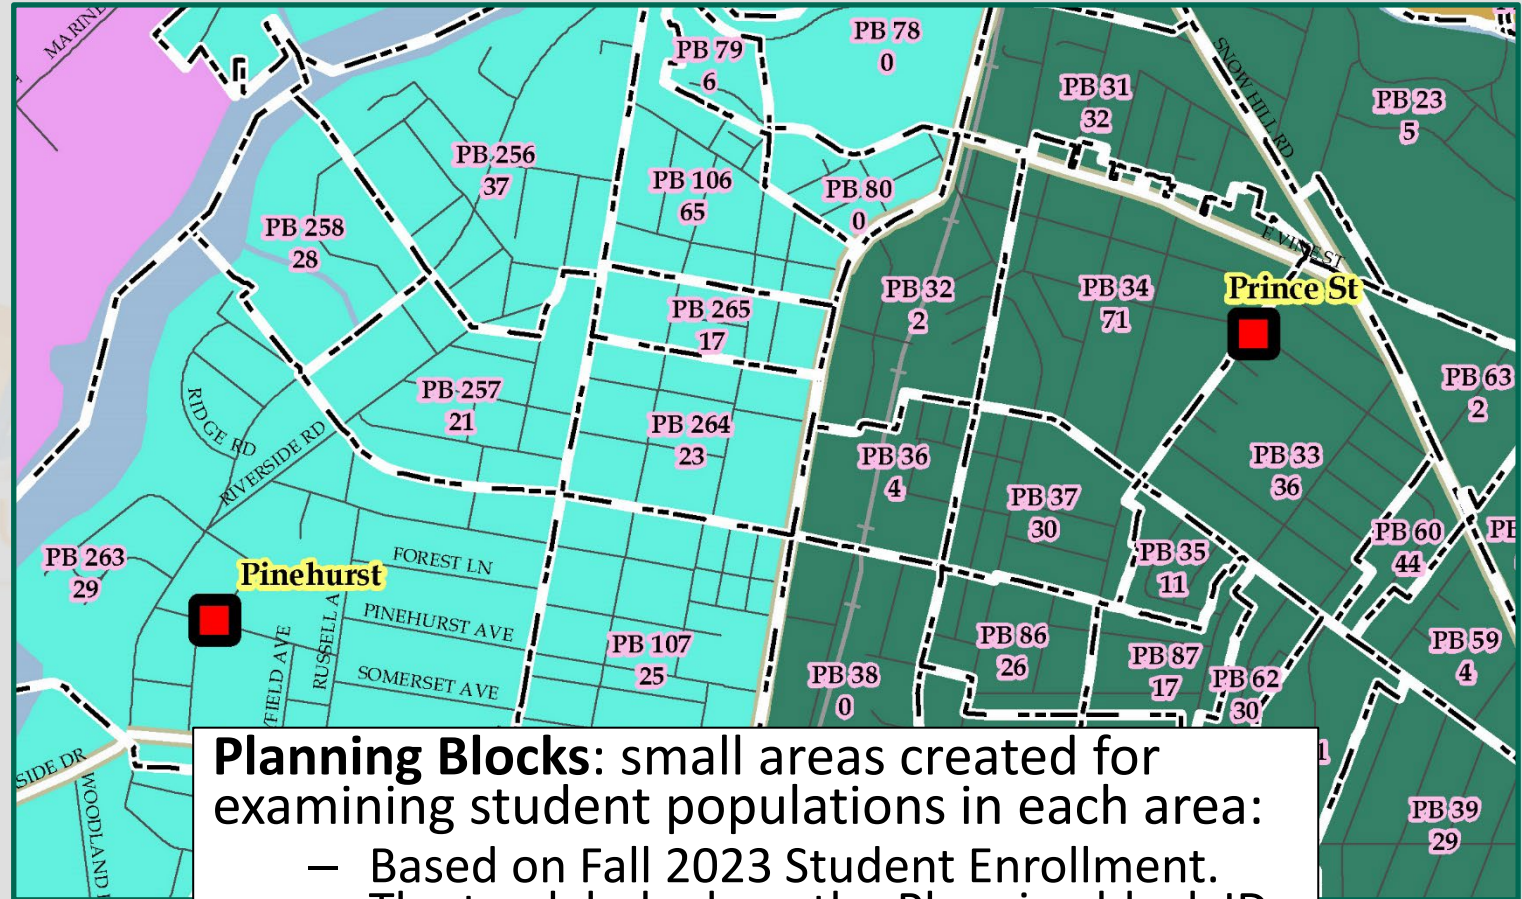 MARINE
PB 79
6
PB 78
0
PB 31
32
SNOW HILL RD
PB 23
5
PB 256
37
PB 106
65
PB 80
0
PB 258
28
E VINE ST
PB 32
2
PB 34
71
Prince St
PB 265
17
PB 257
21
PB 63
2
RIDGE RD
RIVERSIDE RD
PB 264
23
PB 36
4
PB 33
36
PB 37
30
PB 60
44
PB 35
11
PB 263
29
Pinehurst
FOREST LN
PINEHURST AVE
RUSSELL A
PB 107
25
PB 86
26
PB 87
17
PB 59
4
PB 62
30
PB 38
0
SOMERSET AVE
FIELD AVE
SIDE DR
WOODLAND
PB 39
29
Planning Blocks: small areas created for
examining student populations in each area:
– Based on Fall 2023 Student Enrollment.